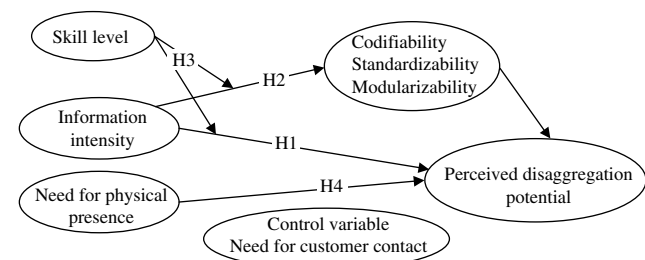 Skill level
H3
Codifiability
Standardizability
Modularizability
H2
Information
intensity
H1
Perceived disaggregation
potential
Need for physical
presence
H4
Control variable
Need for customer contact